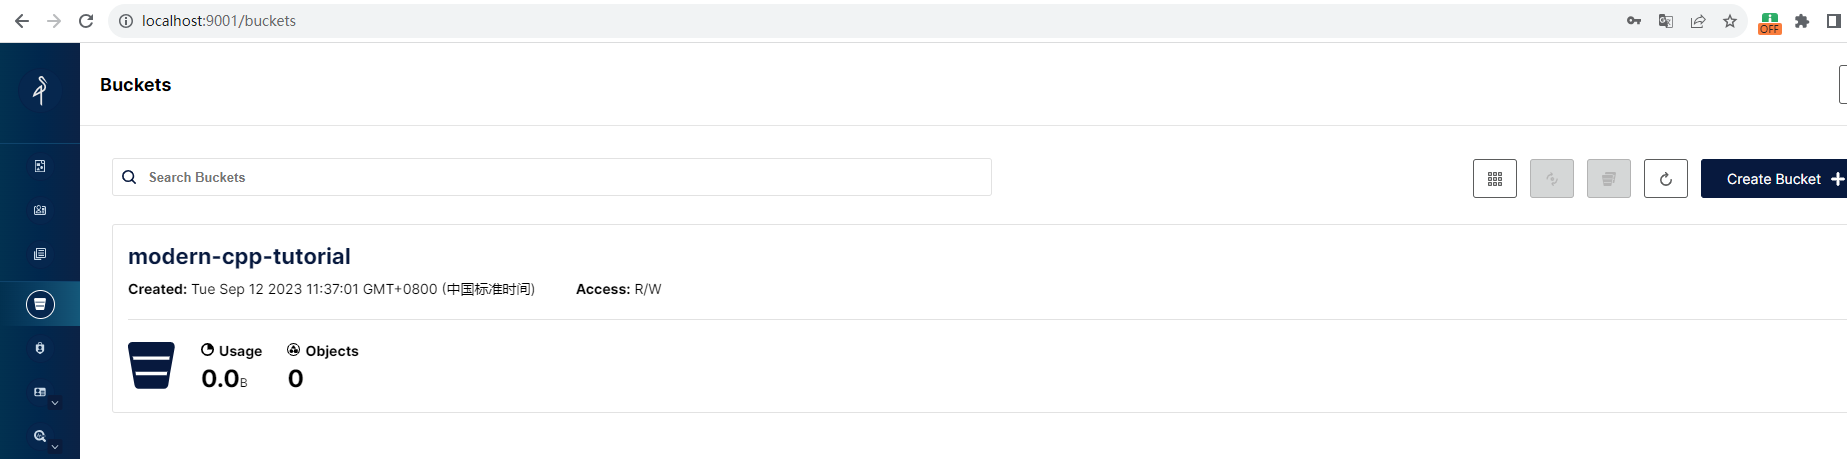 localhost:9001/buckets
OFF
Buckets
Search Buckets
Create Bucket
modern-cpp-tutorial
Created: Tue Sep 12 2023 11:37:01 GMT+0800 (中国标准时间) Access: R/W
Usage Objects
0.0B 0